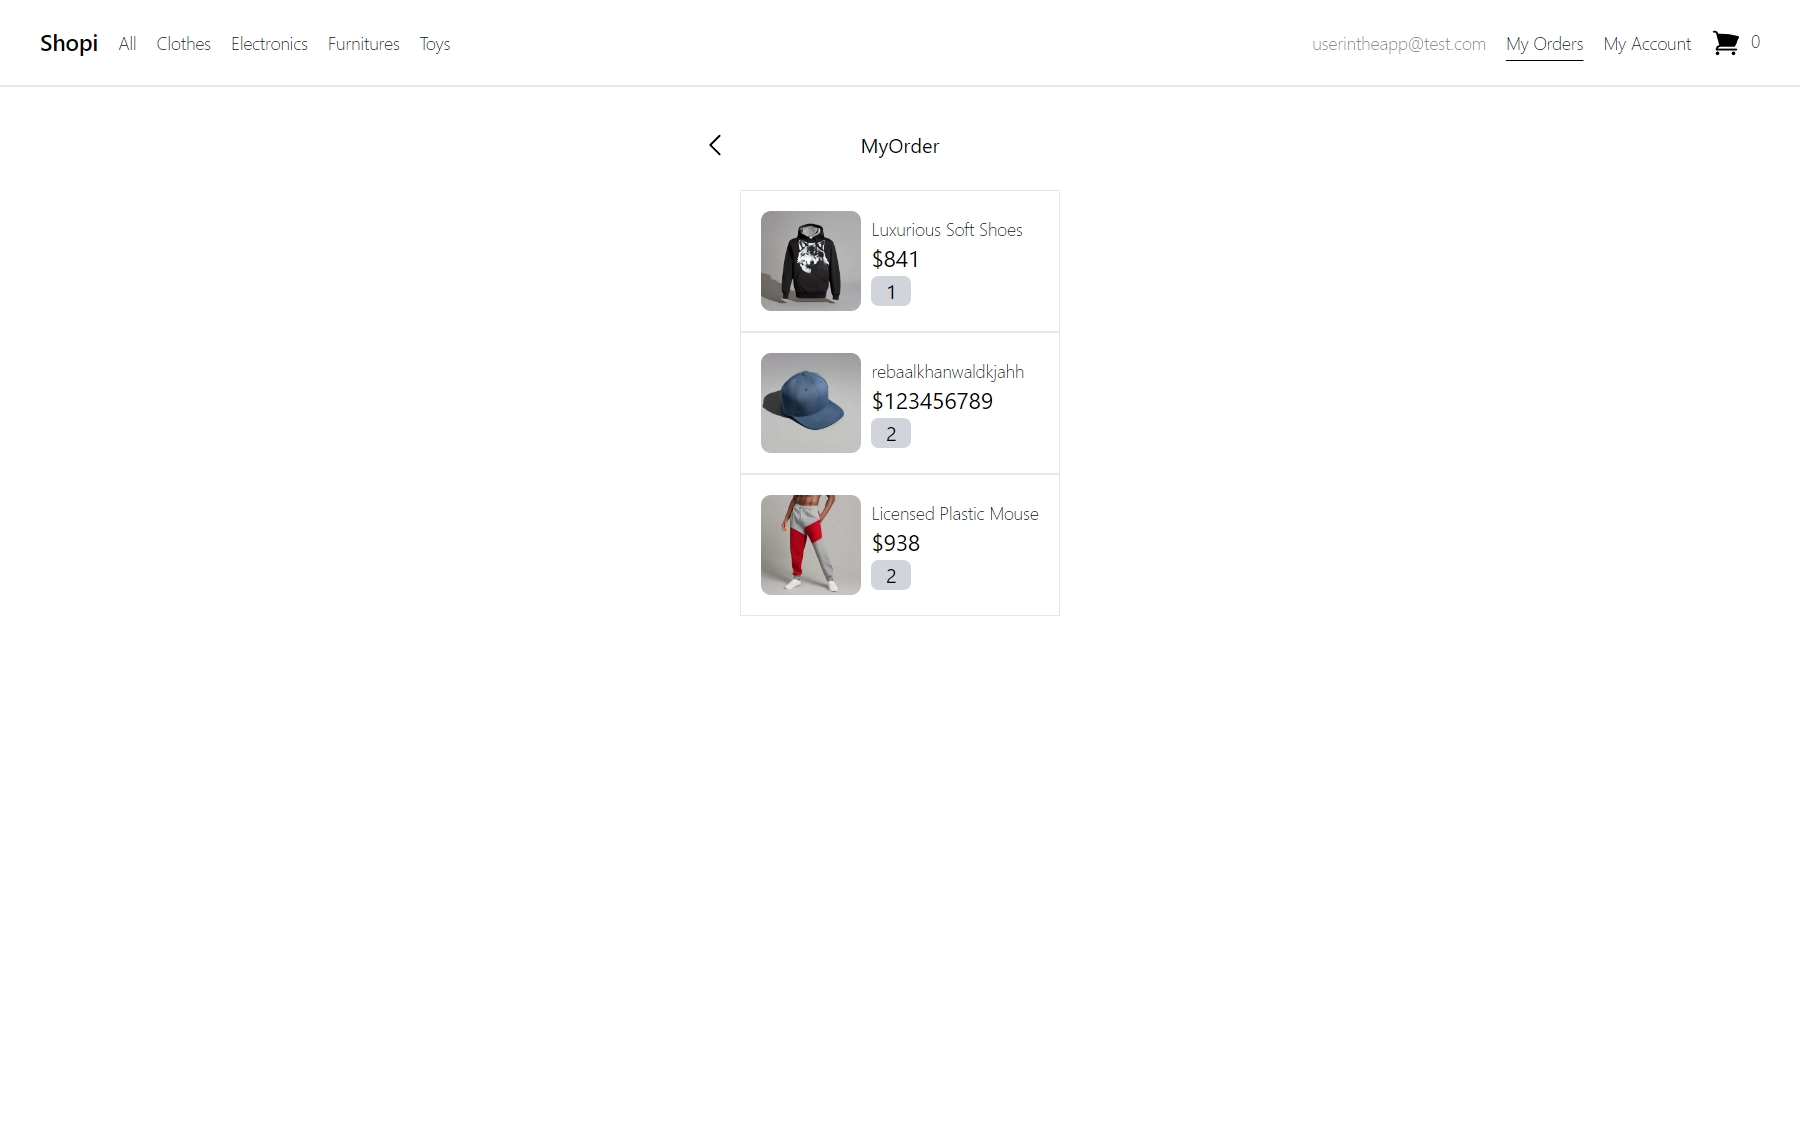 Shopi All Clothes Electronics Furnitures Toys userintheapp@test.com My Orders My Account 0
MyOrder
Luxurious Soft Shoes
$841
1
rebaalkhanwaldkjahh
$123456789
2
Licensed Plastic Mouse
$938
2